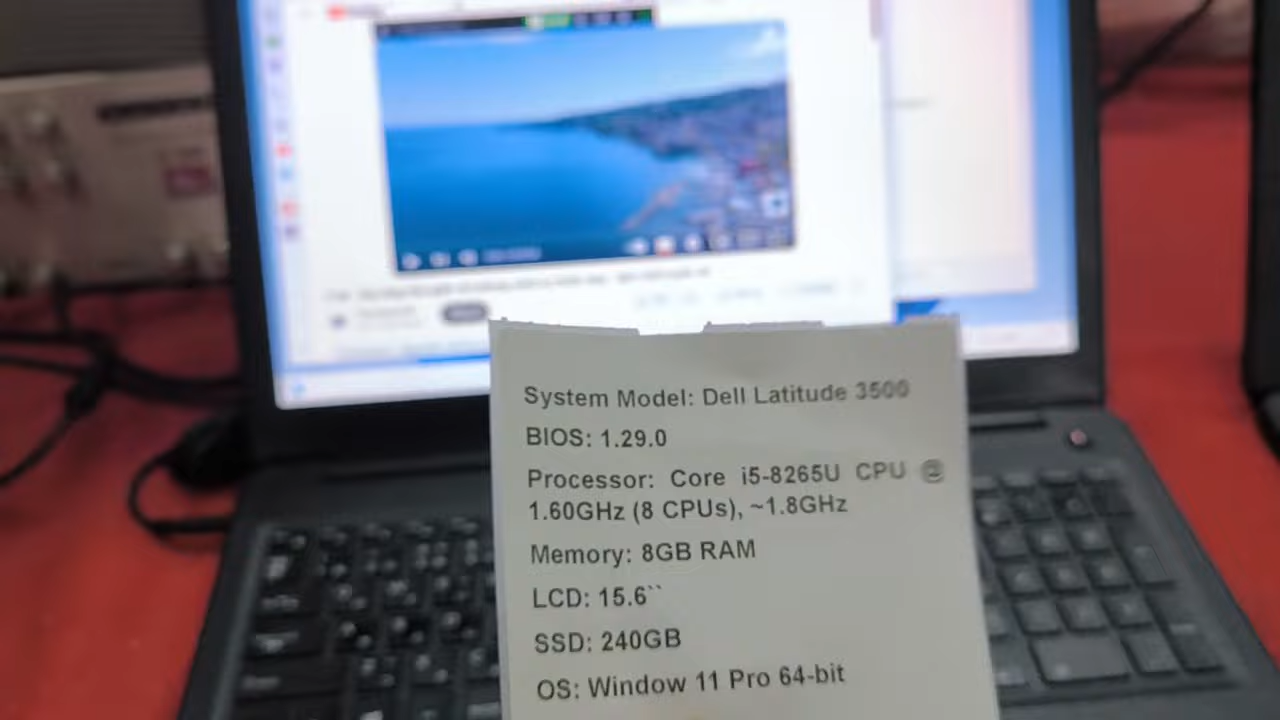 System Model: Dell Latitude 3500
BIOS: 1.29.0
Processor: Core i5-8265U CPU @
1.60GHz (8 CPUs), ~1.8GHz
Memory: 8GB RAM
LCD: 15.6``
SSD: 240GB
OS: Window 11 Pro 64-bit